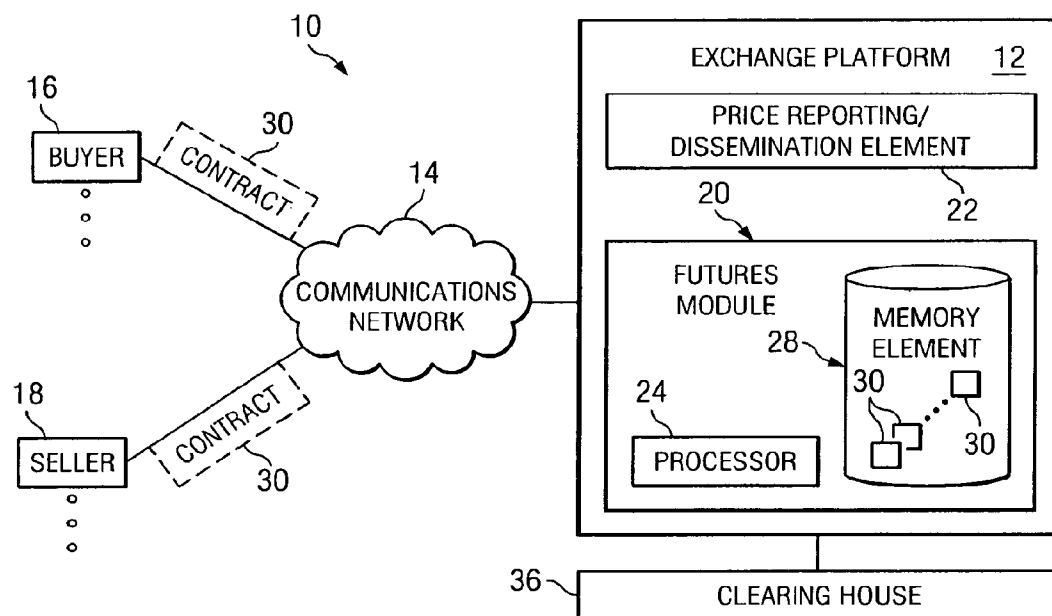 10
EXCHANGE PLATFORM 12
16
BUYER
30
CONTRACT
PRICE REPORTING/
DISSEMINATION ELEMENT
22
14
COMMUNICATIONS
NETWORK
20
FUTURES
MODULE
MEMORY
ELEMENT
28
30
30
24
PROCESSOR
18
SELLER
CONTRACT
30
36
CLEARING HOUSE